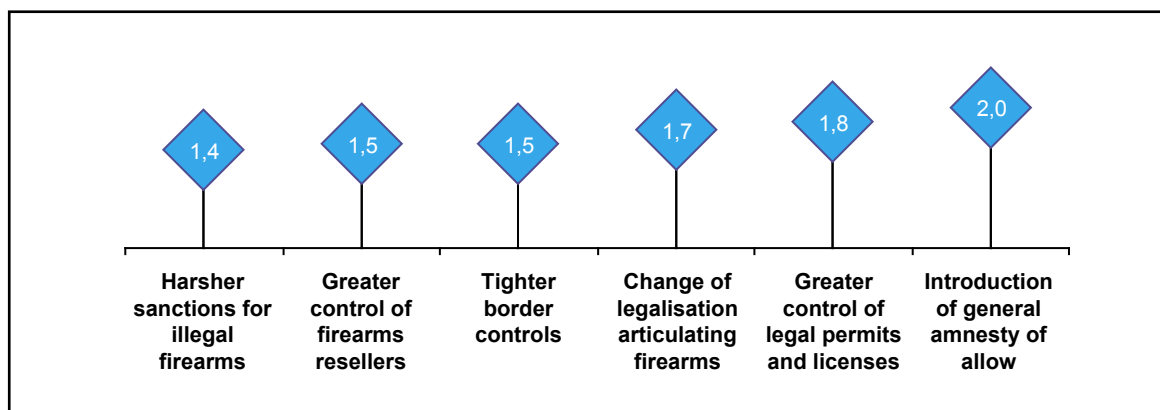 1,4
1,5
1,5
1,7
1,8
2,0
Harsher
sanctions for
illegal
firearms
Greater
control of
firearms
resellers
Tighter
border
controls
Change of
legalisation
articulating
firearms
Greater
control of
legal permits
and licenses
Introduction
of general
amnesty of
allow